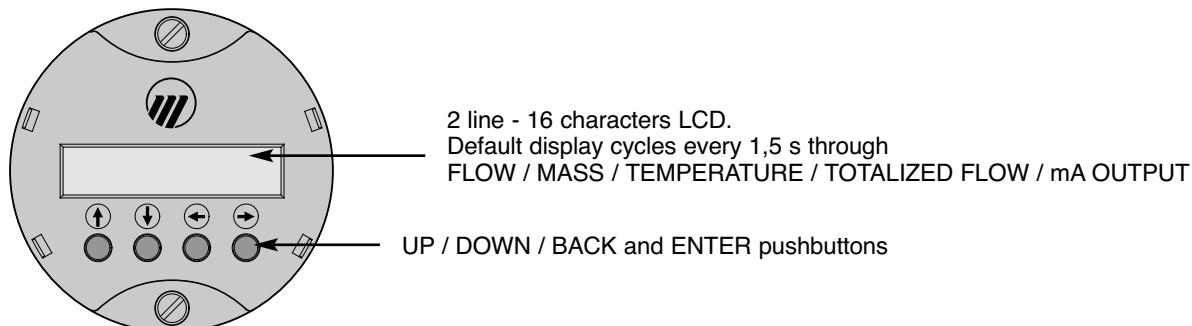 2 line - 16 characters LCD.
Default display cycles every 1,5 s through
FLOW / MASS / TEMPERATURE / TOTALIZED FLOW / mA OUTPUT
UP / DOWN / BACK and ENTER pushbuttons